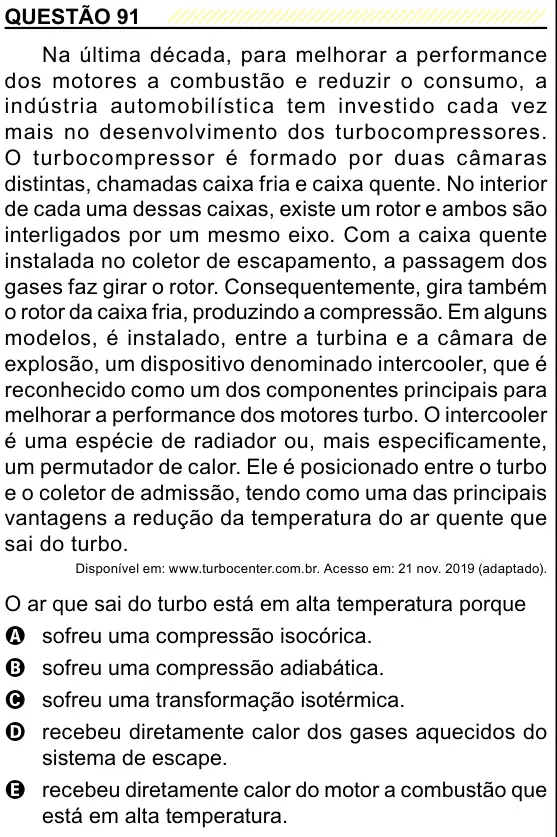 QUESTÃO 91
Na última década, para melhorar a performance
dos motores a combustão e reduzir o consumo, a
indústria automobilística tem investido cada vez
mais no desenvolvimento dos turbocompressores.
O turbocompressor é formado por duas câmaras
distintas, chamadas caixa fria e caixa quente. No interior
de cada uma dessas caixas, existe um rotor e ambos são
interligados por um mesmo eixo. Com a caixa quente
instalada no coletor de escapamento, a passagem dos
gases faz girar o rotor. Consequentemente, gira também
o rotor da caixa fria, produzindo a compressão. Em alguns
modelos, é instalado, entre a turbina e a câmara de
explosão, um dispositivo denominado intercooler, que é
reconhecido como um dos componentes principais para
melhorar a performance dos motores turbo. O intercooler
é uma espécie de radiador ou, mais especificamente,
um permutador de calor. Ele é posicionado entre o turbo
e o coletor de admissão, tendo como uma das principais
vantagens a redução da temperatura do ar quente que
sai do turbo.
Disponível em: www.turbocenter.com.br. Acesso em: 21 nov. 2019 (adaptado).
O ar que sai do turbo está em alta temperatura porque
A sofreu uma compressão isocórica.
B sofreu uma compressão adiabática.
C sofreu uma transformação isotérmica.
D recebeu diretamente calor dos gases aquecidos do
sistema de escape.
E recebeu diretamente calor do motor a combustão que
está em alta temperatura.